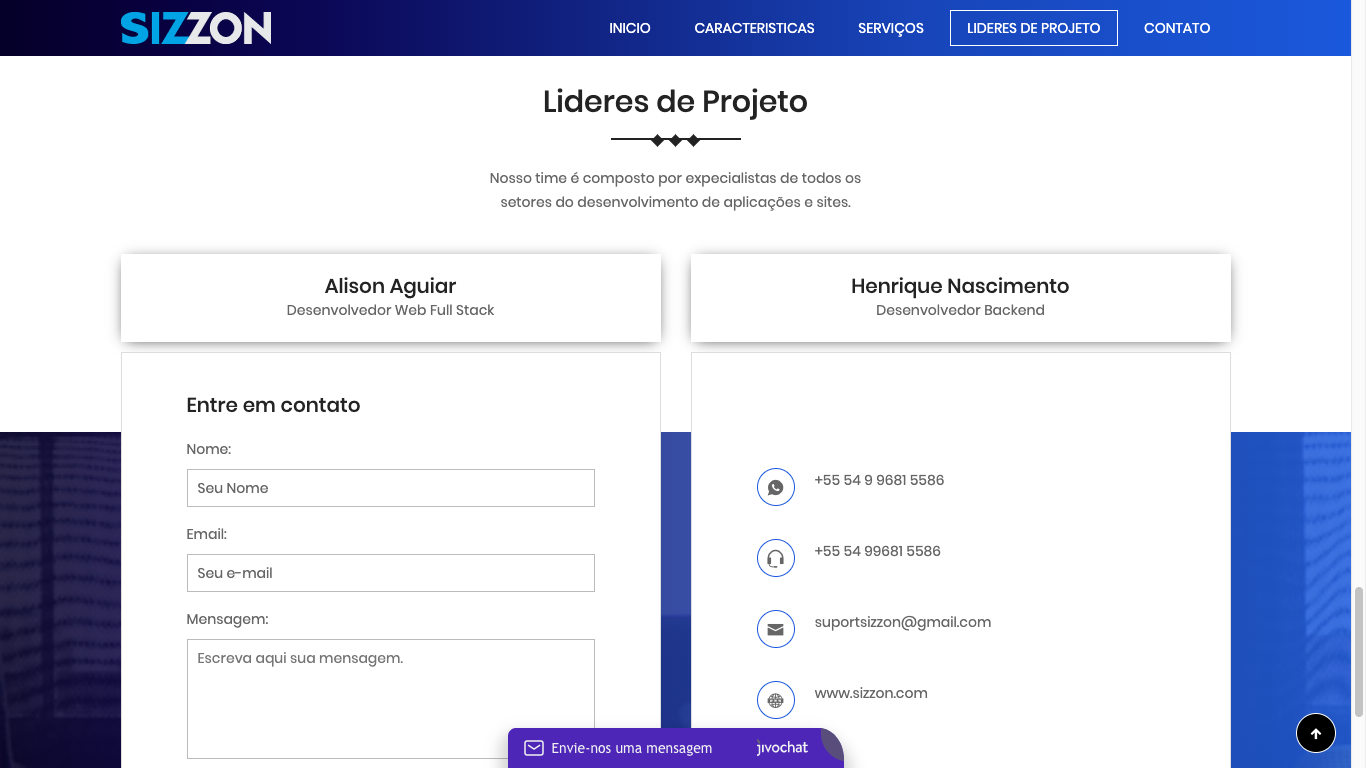 SIZZON
INICIO
CARACTERISTICAS
SERVIÇOS
LIDERES DE PROJETO
CONTATO
Lideres de Projeto
Nosso time é composto por expecialistas de todos os
setores do desenvolvimento de aplicações e sites.
Alison Aguiar
Desenvolvedor Web Full Stack
Henrique Nascimento
Desenvolvedor Backend
Entre em contato
Nome:
Seu Nome
Email:
Seu e-mail
Mensagem:
Escreva aqui sua mensagem.
+55 54 9 9681 5586
+55 54 99681 5586
suportsizzon@gmail.com
www.sizzon.com
Envie-nos uma mensagem
jivochat